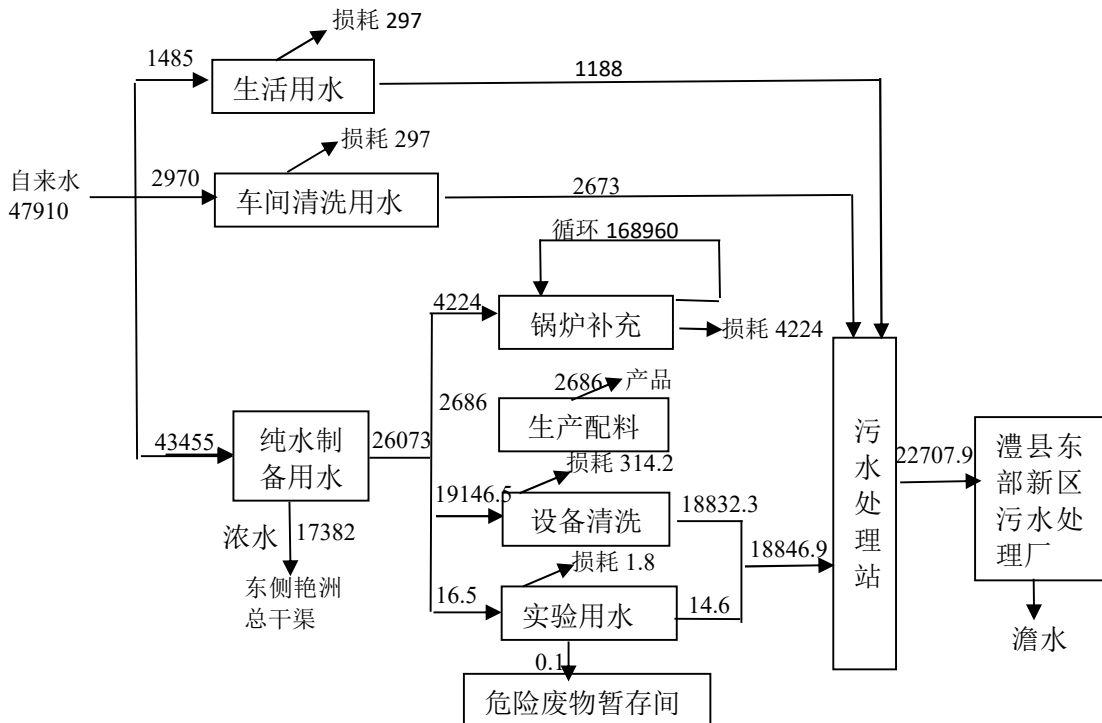 损耗 297
1485
生活用水
1188
损耗 297
自来水
47910
2970
车间清洗用水
2673
循环 168960
4224
锅炉补充
损耗 4224
2686
产品
2686
生产配料
43455
纯水制
备用水
26073
损耗 314.2
19146.5
设备清洗
18832.3
浓水
17382
东侧艳洲
总干渠
损耗 1.8
16.5
实验用水
14.6
18846.9
0.1
危险废物暂存间
污
水
处
理
站
22707.9
澧县东
部新区
污水处
理厂
澹水